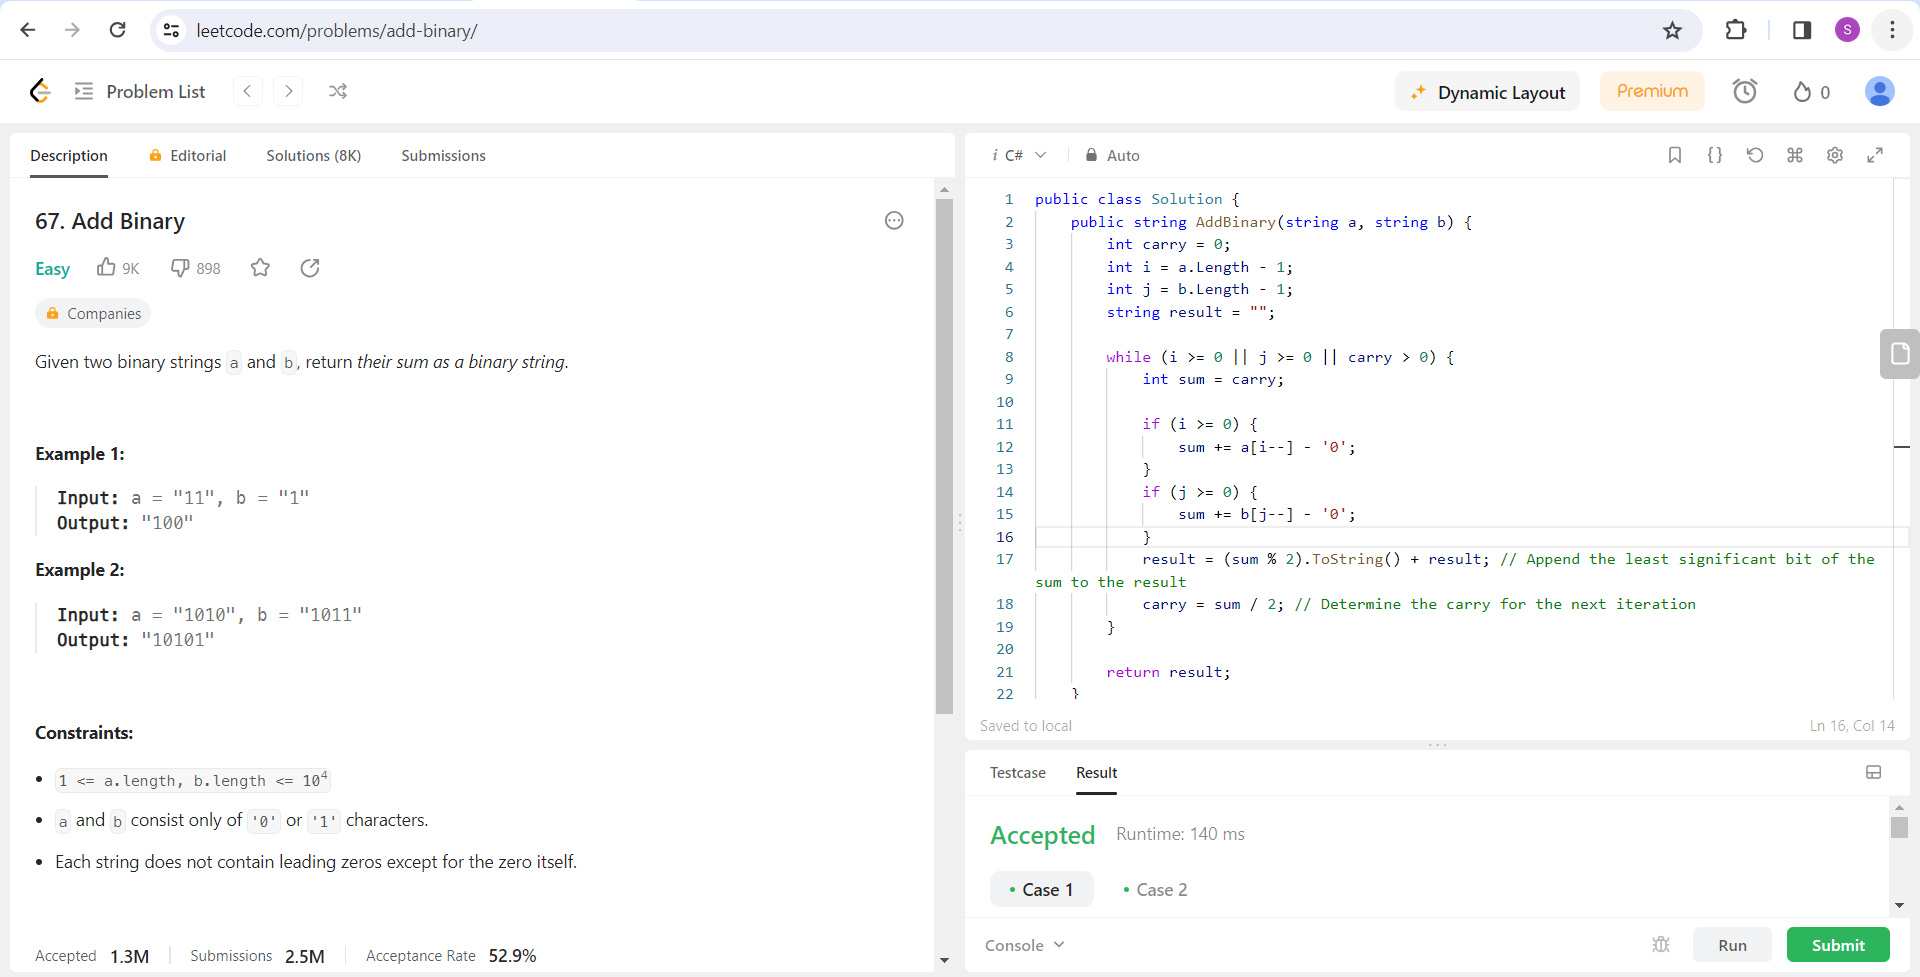 leetcode.com/problems/add-binary/
S
Problem List
Dynamic Layout
Premium
0
Description
Editorial
Solutions (8K)
Submissions
67. Add Binary
Easy
9K
898
Companies
Given two binary strings a and b, return their sum as a binary string.
Example 1:
Input: a = "11", b = "1"
Output: "100"
Example 2:
Input: a = "1010", b = "1011"
Output: "10101"
Constraints:
• 1 <= a.length, b.length <= 10⁴
• a and b consist only of '0' or '1' characters.
• Each string does not contain leading zeros except for the zero itself.
Accepted 1.3M
Submissions 2.5M
Acceptance Rate 52.9%
i C#
Auto
1 public class Solution {
2     public string AddBinary(string a, string b) {
3         int carry = 0;
4         int i = a.Length - 1;
5         int j = b.Length - 1;
6         string result = "";
7
8         while (i >= 0 || j >= 0 || carry > 0) {
9             int sum = carry;
10
11             if (i >= 0) {
12                 sum += a[i--] - '0';
13             }
14             if (j >= 0) {
15                 sum += b[j--] - '0';
16             }
17             result = (sum % 2).ToString() + result; // Append the least significant bit of the
sum to the result
18             carry = sum / 2; // Determine the carry for the next iteration
19         }
20
21         return result;
22     }
Saved to local
Ln 16, Col 14
Testcase
Result
Accepted
Runtime: 140 ms
• Case 1
• Case 2
Console
Run
Submit